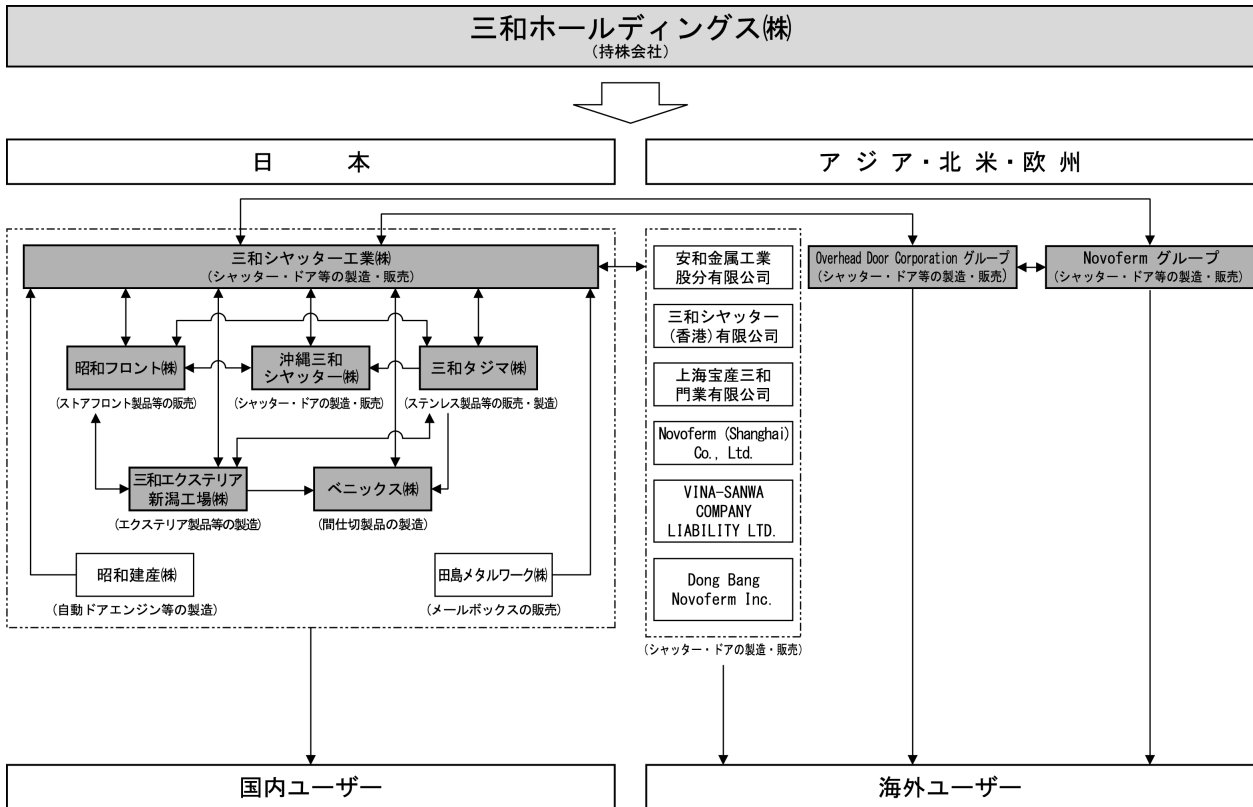 三和ホールディングス㈱
(持株会社)
日　　本
ア ジ ア・北 米・欧 州
三和シヤッター工業㈱
(シャッター・ドア等の製造・販売)
安和金属工業
股分有限公司
Overhead Door Corporation グループ
(シャッター・ドア等の製造・販売)
Novoferm グループ
(シャッター・ドア等の製造・販売)
三和シヤッター
(香港)有限公司
昭和フロント㈱
(ストアフロント製品等の販売)
沖縄三和
シヤッター㈱
(シャッター・ドアの製造・販売)
三和タジマ㈱
(ステンレス製品等の販売・製造)
上海宝産三和
門業有限公司
Novoferm (Shanghai)
Co., Ltd.
三和エクステリア
新潟工場㈱
(エクステリア製品等の製造)
ベニックス㈱
(間仕切製品の製造)
VINA-SANWA
COMPANY
LIABILITY LTD.
昭和建産㈱
(自動ドアエンジン等の製造)
田島メタルワーク㈱
(メールボックスの販売)
Dong Bang
Novoferm Inc.
(シャッター・ドアの製造・販売)
国内ユーザー
海外ユーザー